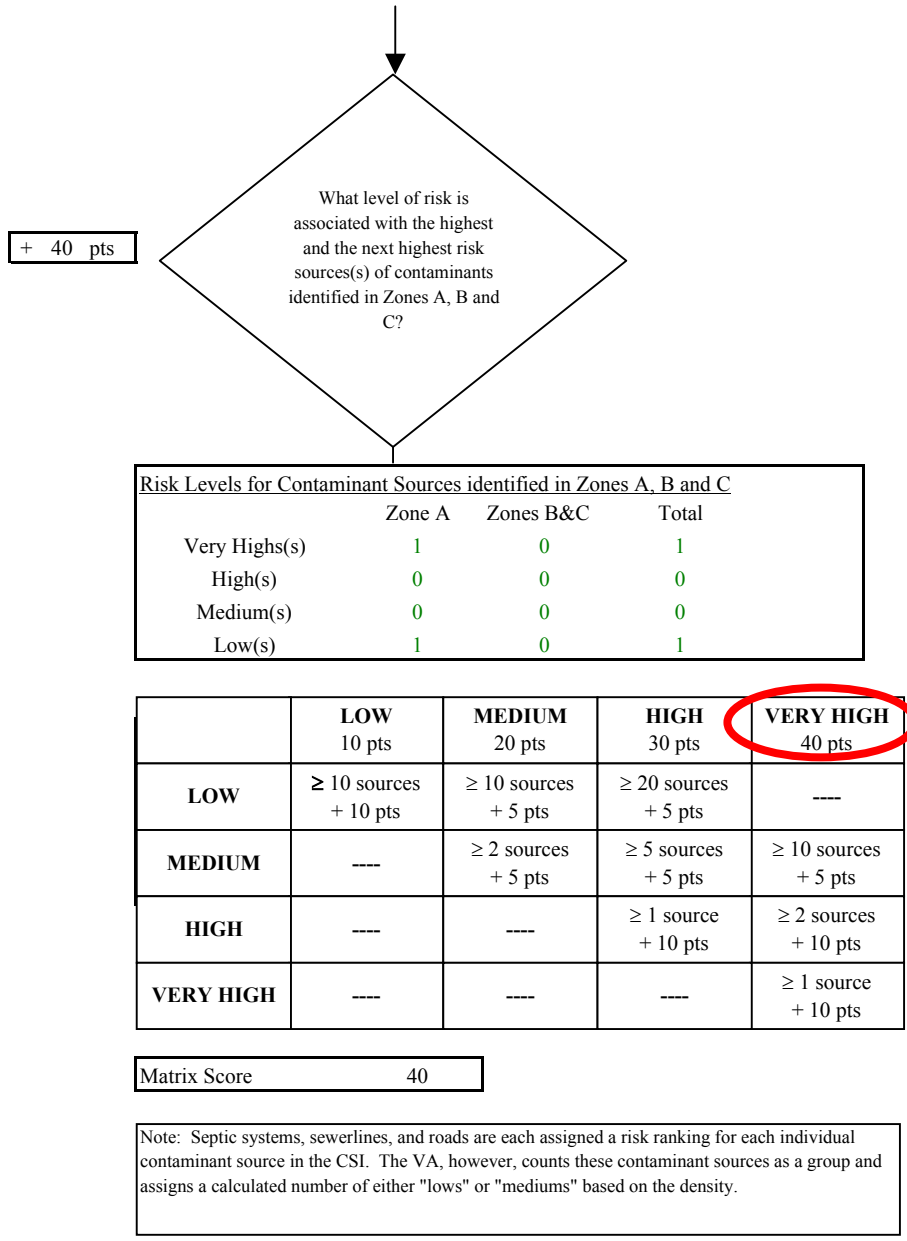 What level of risk is
associated with the highest
and the next highest risk
sources(s) of contaminants
identified in Zones A, B and
C?
+ 40 pts
Risk Levels for Contaminant Sources identified in Zones A, B and C
Zone A Zones B&C Total
Very Highs(s) 1 0 1
High(s) 0 0 0
Medium(s) 0 0 0
Low(s) 1 0 1
LOW MEDIUM HIGH VERY HIGH
10 pts 20 pts 30 pts 40 pts
LOW ≥ 10 sources ≥ 10 sources ≥ 20 sources ----
+ 10 pts + 5 pts + 5 pts
MEDIUM ---- ≥ 2 sources ≥ 5 sources ≥ 10 sources
+ 5 pts + 5 pts + 5 pts
HIGH ---- ---- ≥ 1 source ≥ 2 sources
+ 10 pts + 10 pts
VERY HIGH ---- ---- ---- ≥ 1 source
+ 10 pts
Matrix Score 40
Note: Septic systems, sewerlines, and roads are each assigned a risk ranking for each individual
contaminant source in the CSI. The VA, however, counts these contaminant sources as a group and
assigns a calculated number of either "lows" or "mediums" based on the density.